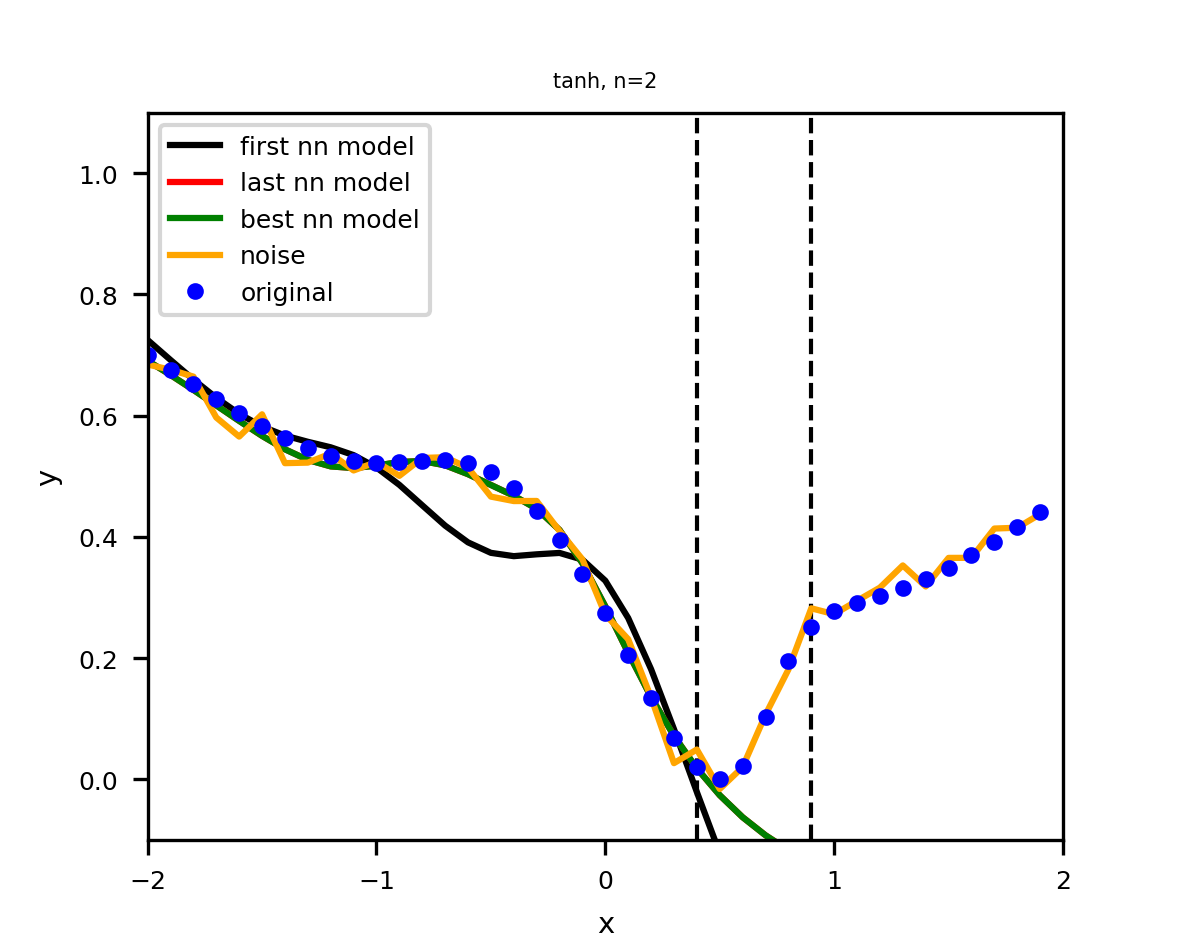 tanh, n=2
first nn model
last nn model
best nn model
noise
original
1.0
0.8
0.6
0.4
0.2
0.0
y
−2
−1
0
1
2
x